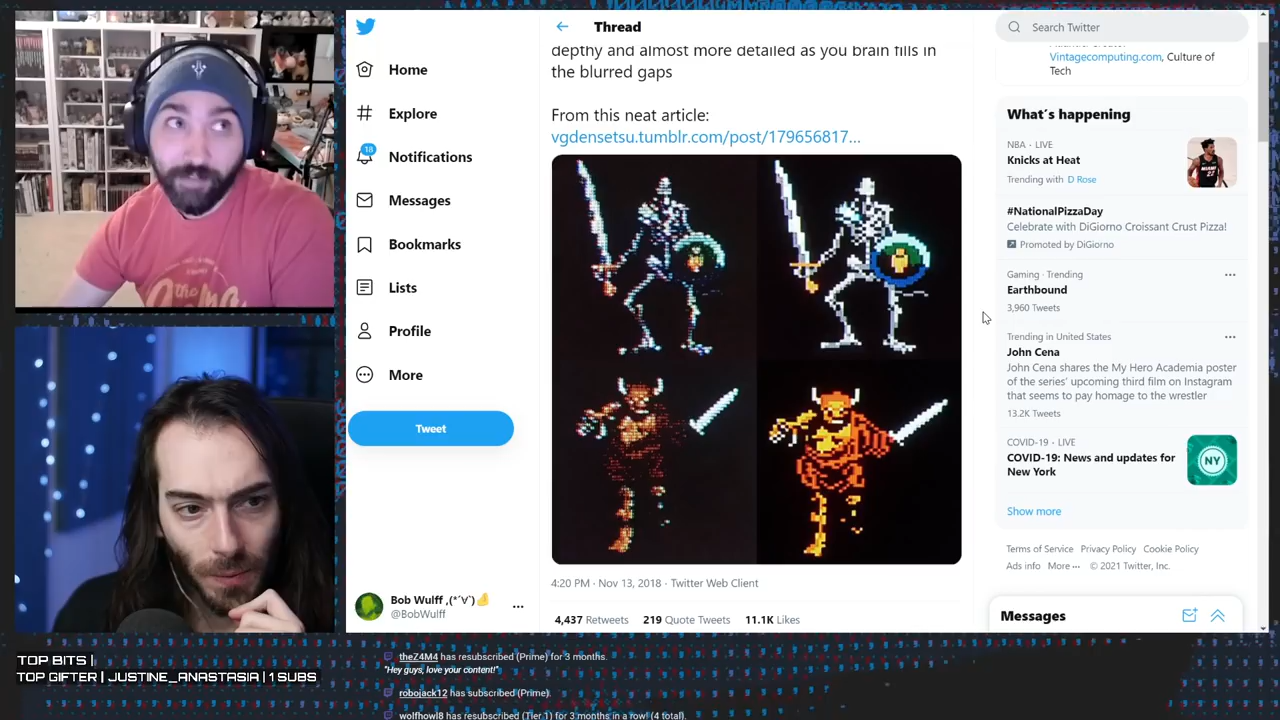 Home
Explore
Notifications
18
Messages
Bookmarks
Lists
Profile
More
Tweet
Bob Wulff ,(*´∀`)👍
@BobWulff
Thread
depthy and almost more detailed as you brain fills in
the blurred gaps
From this neat article:
vgdensetsu.tumblr.com/post/179656817...
4:20 PM · Nov 13, 2018 · Twitter Web Client
4,437 Retweets 219 Quote Tweets 11.1K Likes
Search Twitter
Vintagecomputing.com, Culture of
Tech
What's happening
NBA · LIVE
Knicks at Heat
Trending with D Rose
#NationalPizzaDay
Celebrate with DiGiorno Croissant Crust Pizza!
Promoted by DiGiorno
Gaming · Trending
Earthbound
3,960 Tweets
Trending in United States
John Cena
John Cena shares the My Hero Academia poster
of the series' upcoming third film on Instagram
that seems to pay homage to the wrestler
13.2K Tweets
COVID-19 · LIVE
COVID-19: News and updates for
New York
NY
Show more
Terms of Service Privacy Policy Cookie Policy
Ads info More ··· © 2021 Twitter, Inc.
Messages
TOP BITS |
TOP GIFTER | JUSTINE_ANASTASIA | 1 SUBS
theZ4M4 has resubscribed (Prime) for 3 months.
"Hey guys, love your content!"
robojack12 has subscribed (Prime).
wolfhowl8 has resubscribed (Tier 1) for 3 months in a row! (4 total).